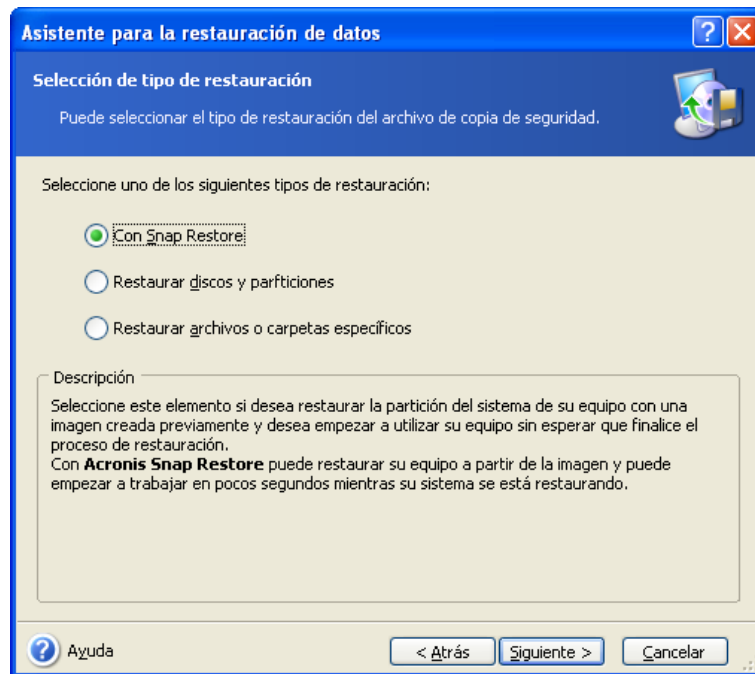 Asistente para la restauración de datos
Selección de tipo de restauración
Puede seleccionar el tipo de restauración del archivo de copia de seguridad.
Seleccione uno de los siguientes tipos de restauración:
Con Snap Restore
Restaurar discos y parfticiones
Restaurar archivos o carpetas específicos
Descripción
Seleccione este elemento si desea restaurar la partición del sistema de su equipo con una
imagen creada previamente y desea empezar a utilizar su equipo sin esperar que finalice el
proceso de restauración.
Con Acronis Snap Restore puede restaurar su equipo a partir de la imagen y puede
empezar a trabajar en pocos segundos mientras su sistema se está restaurando.
Ayuda
< Atrás
Siguiente >
Cancelar